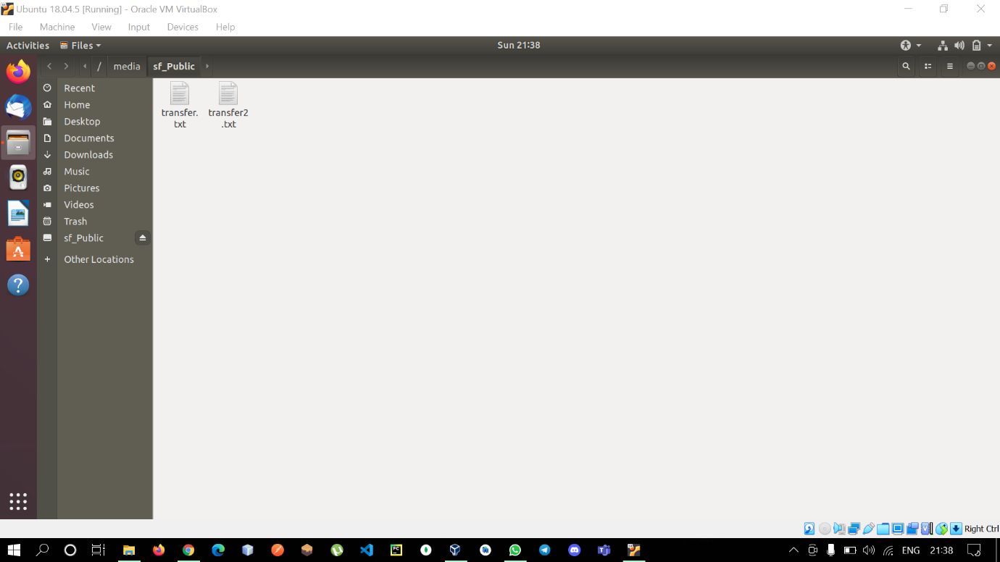 Ubuntu 18.04.5 [Running] - Oracle VM VirtualBox
File Machine View Input Devices Help
Activities Files Sun 21:38
/ media sf_Public
Recent
Home
Desktop
Documents
Downloads
Music
Pictures
Videos
Trash
sf_Public
Other Locations
transfer.
txt
transfer2
.txt
Right Ctrl
ENG 21:38